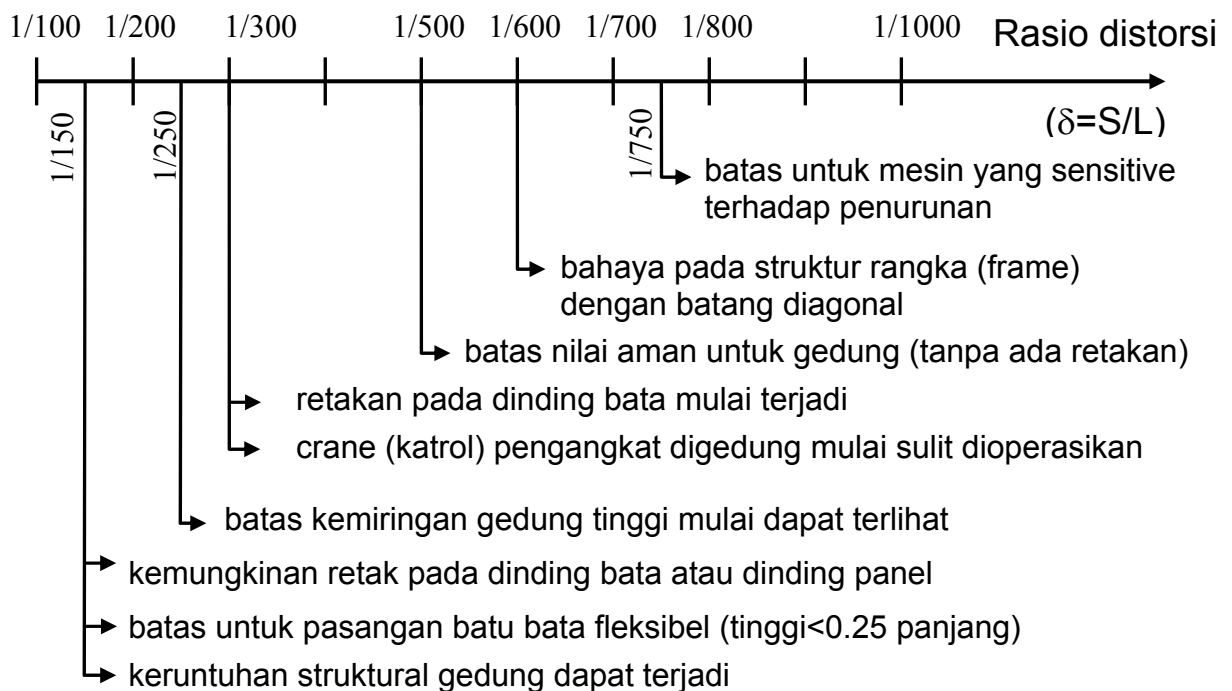 1/100 1/200 1/300 1/500 1/600 1/700 1/800 1/1000 Rasio distorsi
(δ=S/L)
1/150
1/250
1/750
batas untuk mesin yang sensitive
terhadap penurunan
bahaya pada struktur rangka (frame)
dengan batang diagonal
batas nilai aman untuk gedung (tanpa ada retakan)
retakan pada dinding bata mulai terjadi
crane (katrol) pengangkat digedung mulai sulit dioperasikan
batas kemiringan gedung tinggi mulai dapat terlihat
kemungkinan retak pada dinding bata atau dinding panel
batas untuk pasangan batu bata fleksibel (tinggi<0.25 panjang)
keruntuhan struktural gedung dapat terjadi